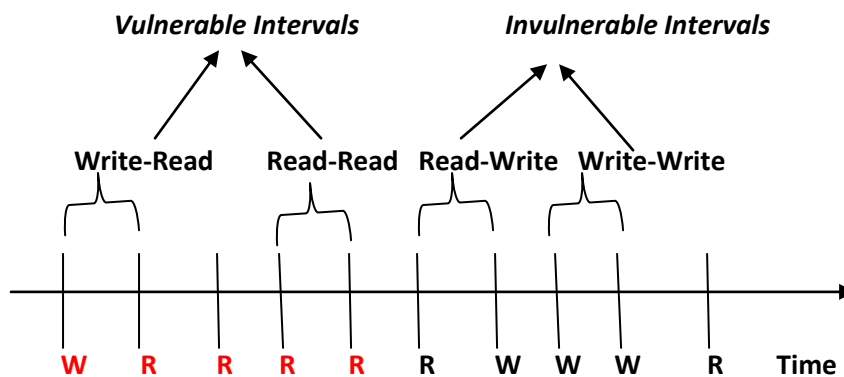 Vulnerable Intervals Invulnerable Intervals
Write-Read Read-Read Read-Write Write-Write
W R R R R R W W W R Time